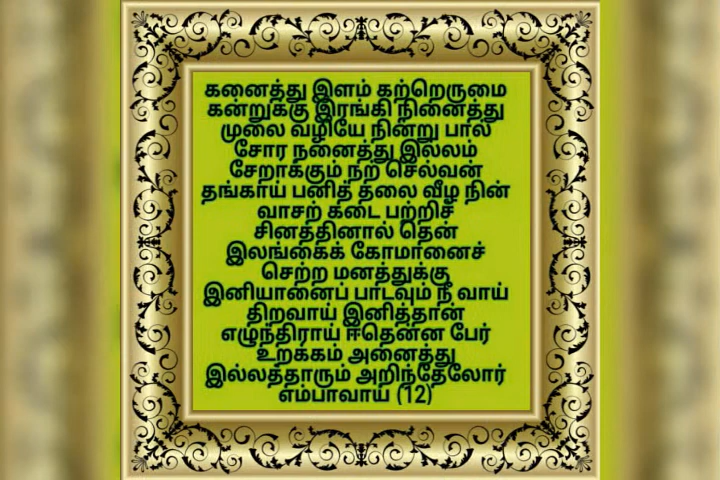 கனைத்து இளம் கற்றெருமை
கன்றுக்கு இரங்கி நினைத்து
முலை வழியே நின்று பால்
சோர நனைத்து இல்லம்
சேறாக்கும் நற் செல்வன்
தங்காய் பனித் தலை வீழ நின்
வாசற் கடை பற்றிச்
சினத்தினால் தென்
இலங்கைக் கோமானைச்
செற்ற மனத்துக்கு
இனியானைப் பாடவும் நீ வாய்
திறவாய் இனித்தான்
எழுந்திராய் ஈதென்ன பேர்
உறக்கம் அனைத்து
இல்லத்தாரும் அறிந்தேலோர்
எம்பாவாய் (12)